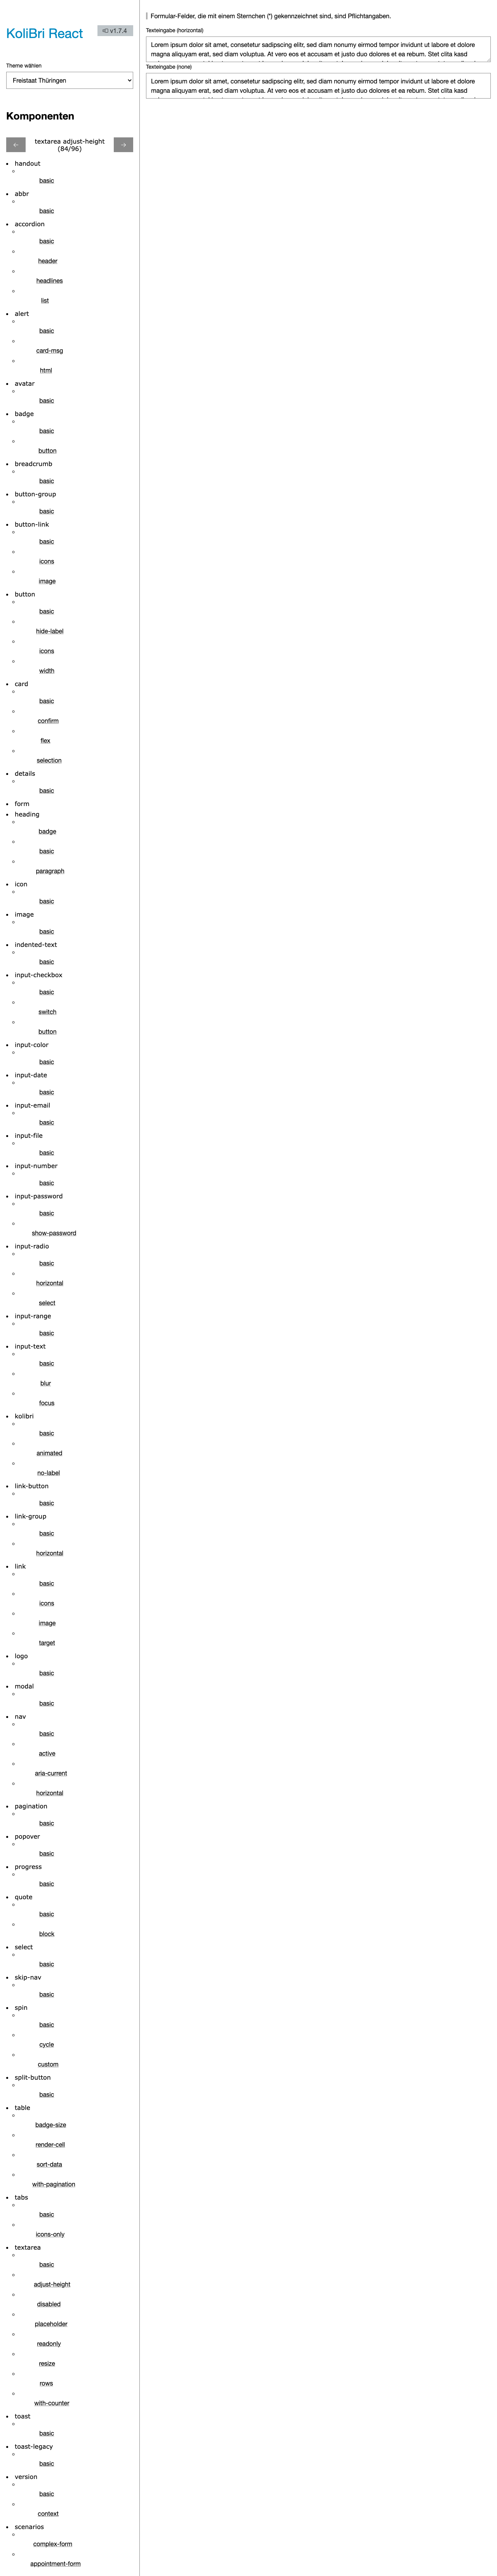 KoliBri React
v1.7.4
Theme wählen
Freistaat Thüringen
Komponenten
textarea adjust-height
(84/96)
handout
basic
abbr
basic
accordion
basic
header
headlines
list
alert
basic
card-msg
html
avatar
basic
badge
basic
button
breadcrumb
basic
button-group
basic
button-link
basic
icons
image
button
basic
hide-label
icons
width
card
basic
confirm
flex
selection
details
basic
form
heading
badge
basic
paragraph
icon
basic
image
basic
indented-text
basic
input-checkbox
basic
switch
button
input-color
basic
input-date
basic
input-email
basic
input-file
basic
input-number
basic
input-password
basic
show-password
input-radio
basic
horizontal
select
input-range
basic
input-text
basic
blur
focus
kolibri
basic
animated
no-label
link-button
basic
link-group
basic
horizontal
link
basic
icons
image
target
logo
basic
modal
basic
nav
basic
active
aria-current
horizontal
pagination
basic
popover
basic
progress
basic
quote
basic
block
select
basic
skip-nav
basic
spin
basic
cycle
custom
split-button
basic
table
badge-size
render-cell
sort-data
with-pagination
tabs
basic
icons-only
textarea
basic
adjust-height
disabled
placeholder
readonly
resize
rows
with-counter
toast
basic
toast-legacy
basic
version
basic
context
scenarios
complex-form
appointment-form
Formular-Felder, die mit einem Sternchen (*) gekennzeichnet sind, sind Pflichtangaben.
Texteingabe (horizontal)
Lorem ipsum dolor sit amet, consetetur sadipscing elitr, sed diam nonumy eirmod tempor invidunt ut labore et dolore
magna aliquyam erat, sed diam voluptua. At vero eos et accusam et justo duo dolores et ea rebum. Stet clita kasd
Texteingabe (none)
Lorem ipsum dolor sit amet, consetetur sadipscing elitr, sed diam nonumy eirmod tempor invidunt ut labore et dolore
magna aliquyam erat, sed diam voluptua. At vero eos et accusam et justo duo dolores et ea rebum. Stet clita kasd